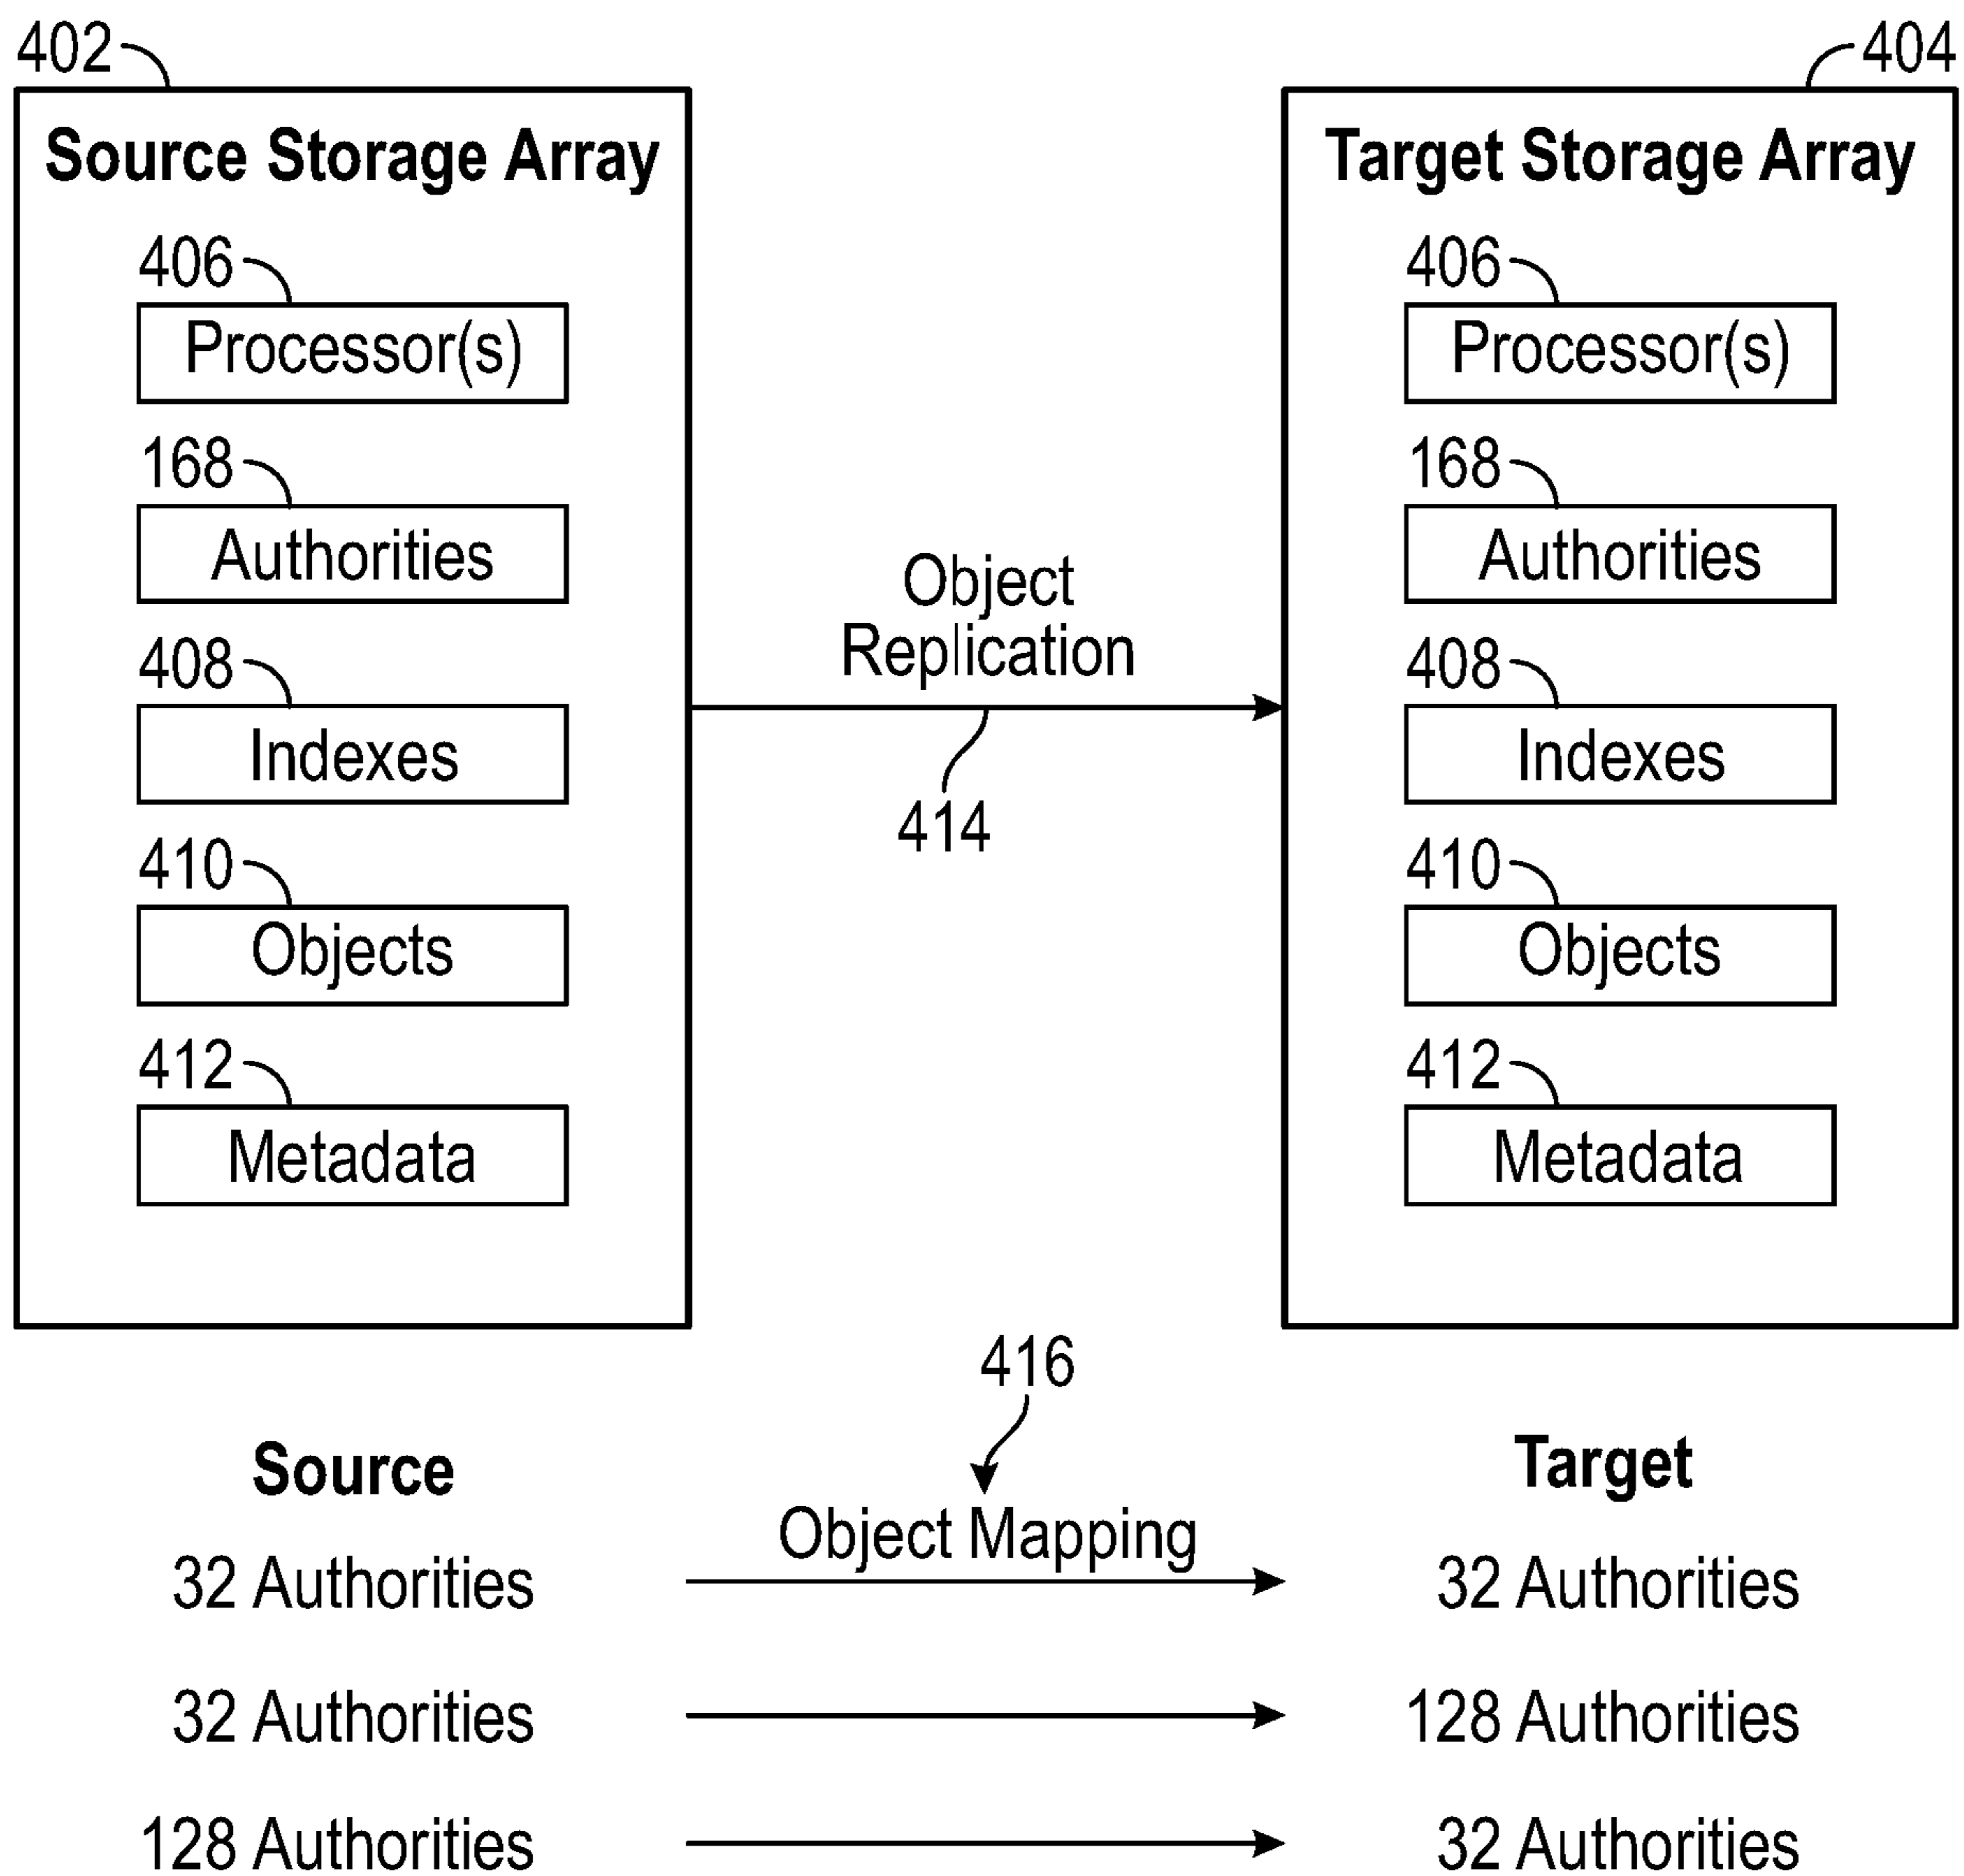 402
404
Source Storage Array
406
Processor(s)
168
Authorities
408
Indexes
410
Objects
412
Metadata
Object
Replication
414
Target Storage Array
406
Processor(s)
168
Authorities
408
Indexes
410
Objects
412
Metadata
416
Source
Object Mapping
Target
32 Authorities
32 Authorities
32 Authorities
128 Authorities
128 Authorities
32 Authorities